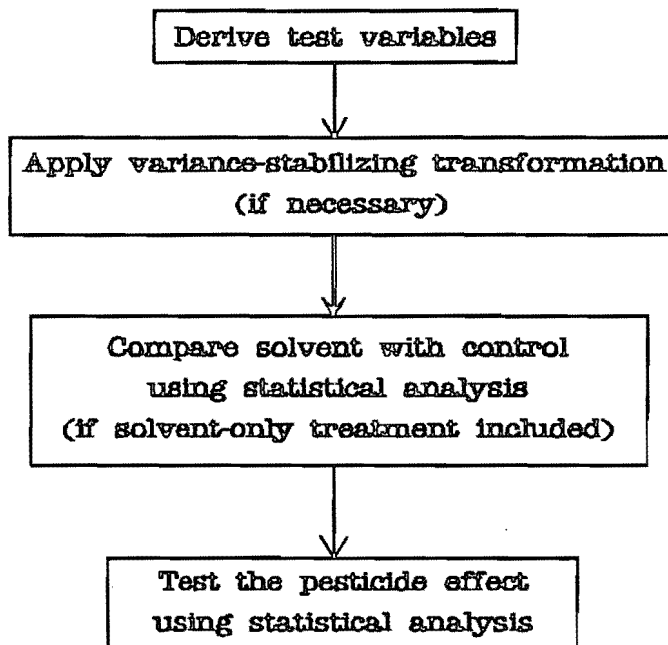 Derive test variables
Apply variance-stabilizing transformation
(if necessary)
Compare solvent with control
using statistical analysis
(if solvent-only treatment included)
Test the pesticide effect
using statistical analysis